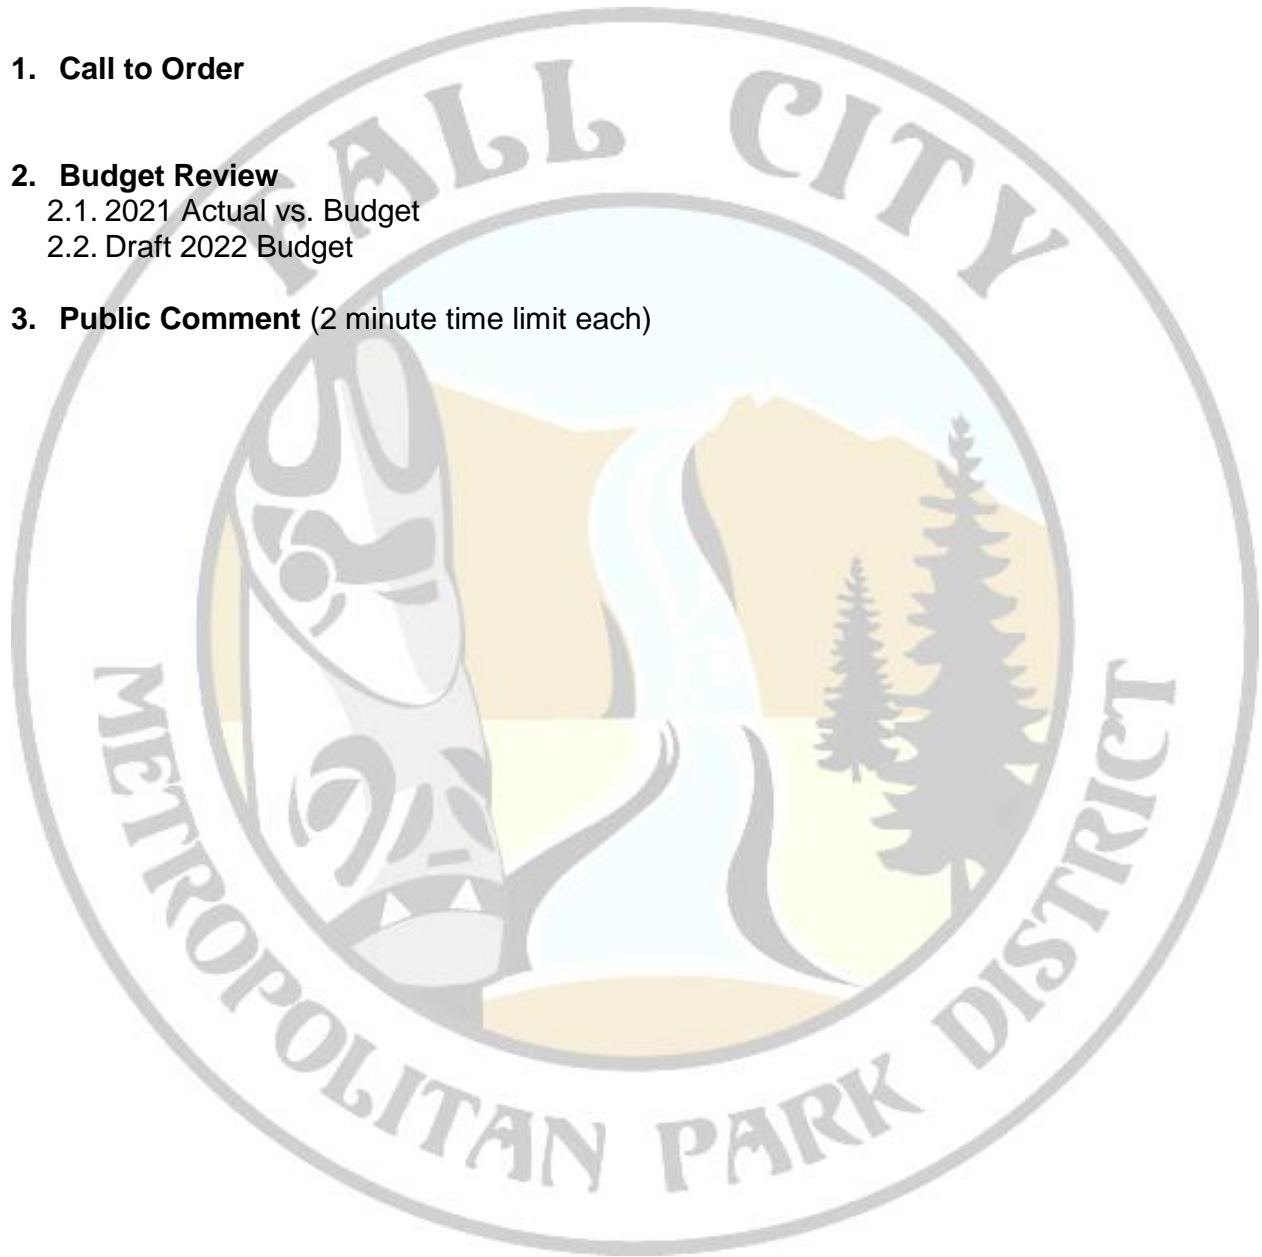 1. Call to Order
2. Budget Review
2.1. 2021 Actual vs. Budget
2.2. Draft 2022 Budget
3. Public Comment (2 minute time limit each)
FALL CITY
METROPOLITAN PARK DISTRICT